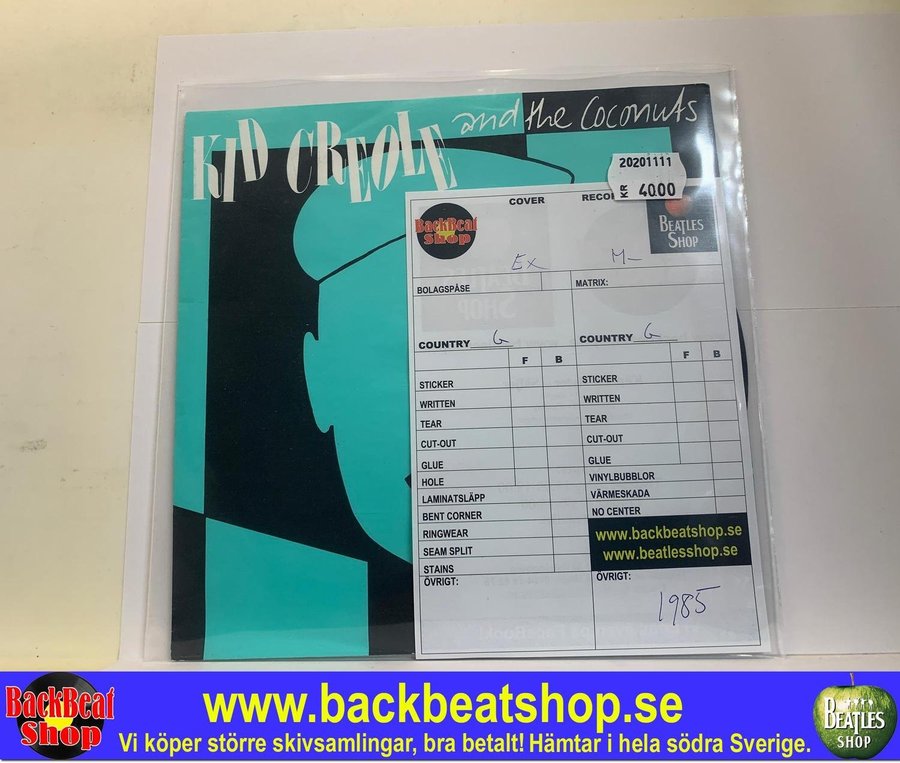 KID CREOLE and the Coconuts
20201111
KR 40.00
COVER RECOR
BackBeat Shop
BEATLES SHOP
Ex M-
BOLAGSPÅSE MATRIX:
COUNTRY G COUNTRY G
F B F B
STICKER STICKER
WRITTEN WRITTEN
TEAR TEAR
CUT-OUT CUT-OUT
GLUE GLUE
HOLE VINYLBUBBLOR
LAMINATSLÄPP VÄRMESKADA
BENT CORNER NO CENTER
RINGWEAR www.backbeatshop.se
SEAM SPLIT www.beatlesshop.se
STAINS
ÖVRIGT: ÖVRIGT:
1985
BackBeat Shop
www.backbeatshop.se
Vi köper större skivsamlingar, bra betalt! Hämtar i hela södra Sverige.
BEATLES SHOP